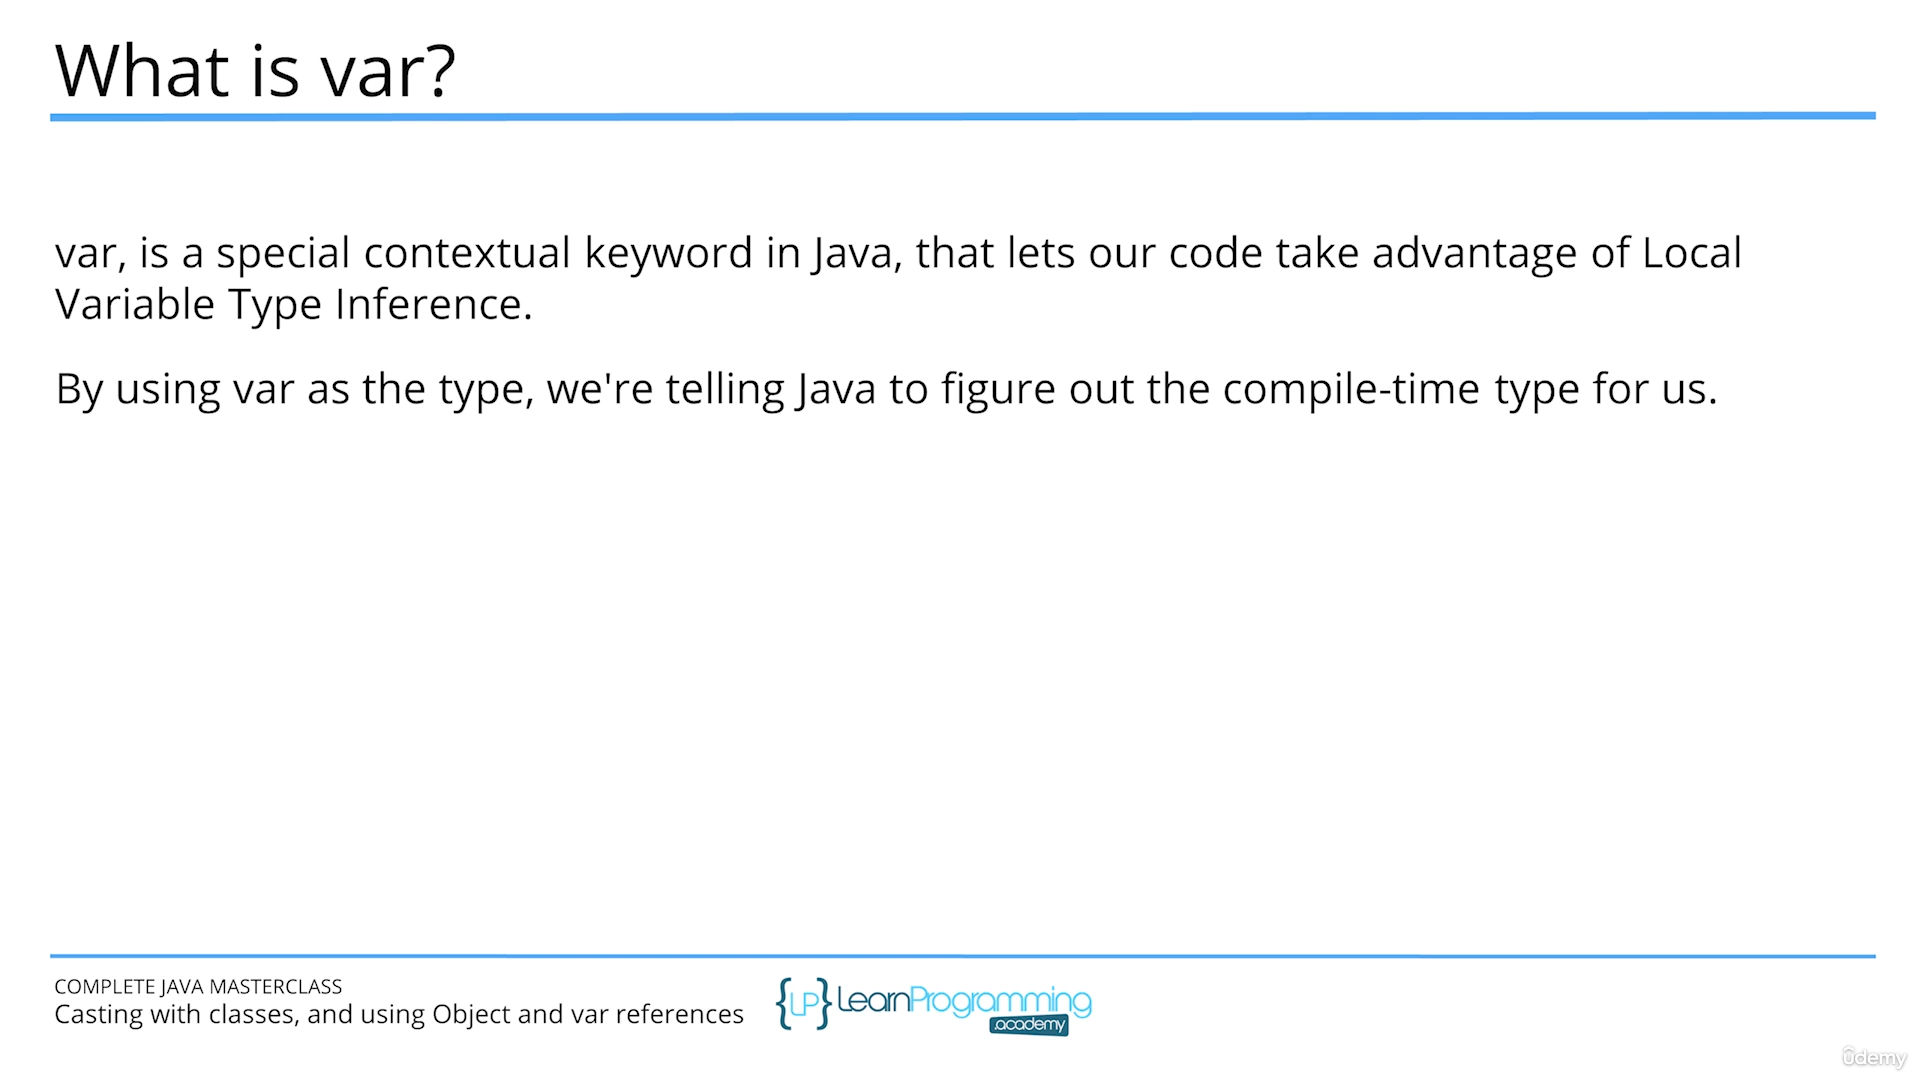 What is var?
var, is a special contextual keyword in Java, that lets our code take advantage of Local
Variable Type Inference.
By using var as the type, we're telling Java to figure out the compile-time type for us.
COMPLETE JAVA MASTERCLASS
Casting with classes, and using Object and var references
{LP} LearnProgramming
.academy
ûdemy